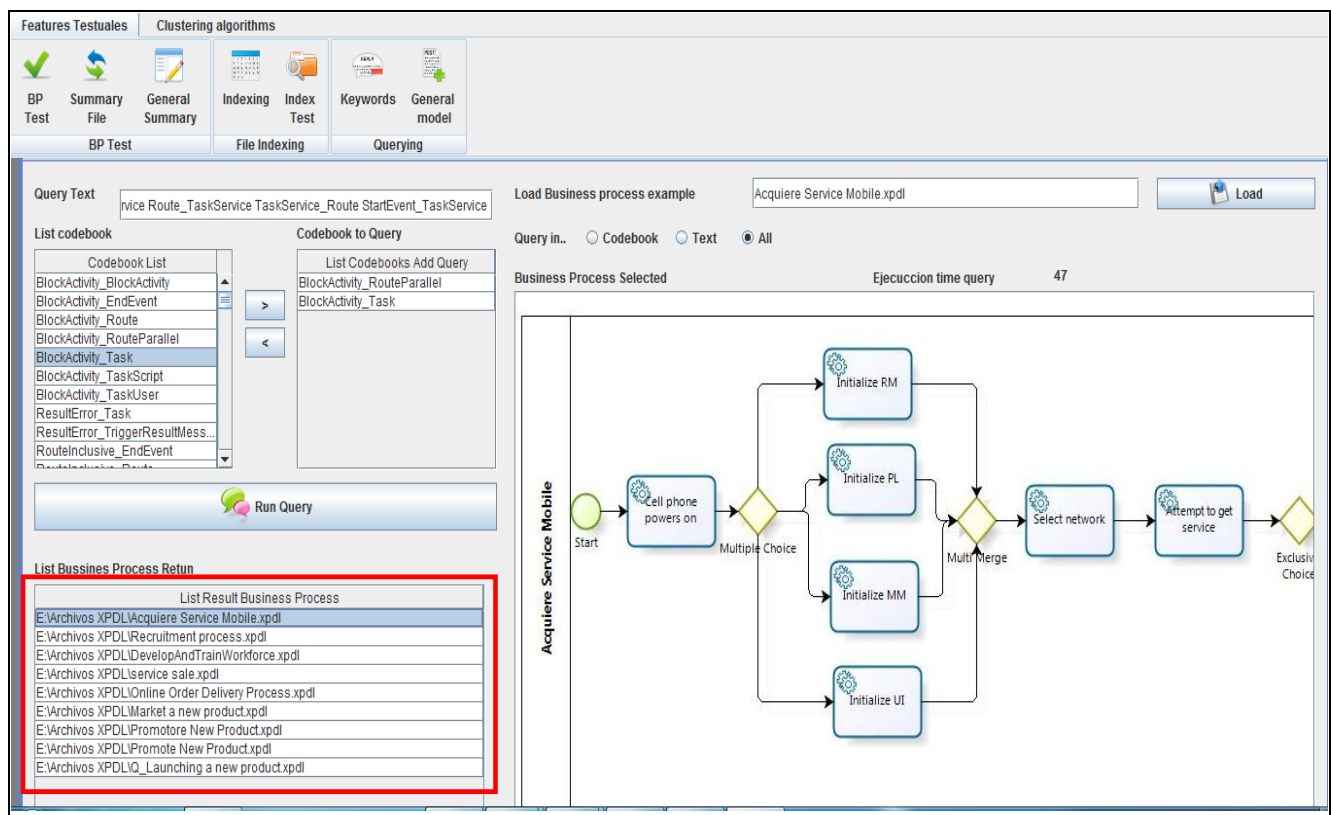 Features Testuales Clustering algorithms
BP Test
Summary File
General Summary
Indexing
Index Test
Keywords
General model
BP Test
File Indexing
Querying
Query Text
rvice Route_TaskService TaskService_Route StartEvent_TaskService
List codebook
Codebook to Query
Codebook List
BlockActivity_BlockActivity
BlockActivity_EndEvent
BlockActivity_Route
BlockActivity_RouteParallel
BlockActivity_Task
BlockActivity_TaskScript
BlockActivity_TaskUser
ResultError_Task
ResultError_TriggerResultMess...
RouteInclusive_EndEvent
>
<
List Codebooks Add Query
BlockActivity_RouteParallel
BlockActivity_Task
Run Query
List Bussines Process Retun
List Result Business Process
E:\Archivos XPDL\Acquiere Service Mobile.xpdl
E:\Archivos XPDL\Recruitment process.xpdl
E:\Archivos XPDL\DevelopAndTrainWorkforce.xpdl
E:\Archivos XPDL\service sale.xpdl
E:\Archivos XPDL\Online Order Delivery Process.xpdl
E:\Archivos XPDL\Market a new product.xpdl
E:\Archivos XPDL\Promotore New Product.xpdl
E:\Archivos XPDL\Promote New Product.xpdl
E:\Archivos XPDL\Q_Launching a new product.xpdl
Load Business process example
Acquiere Service Mobile.xpdl
Load
Query in.. Codebook Text All
Business Process Selected
Ejecuccion time query 47
Acquiere Service Mobile
Start
Cell phone
powers on
Multiple Choice
Initialize RM
Initialize PL
Initialize MM
Initialize UI
Multi Merge
Select network
Attempt to get
service
Exclusiv
Choice